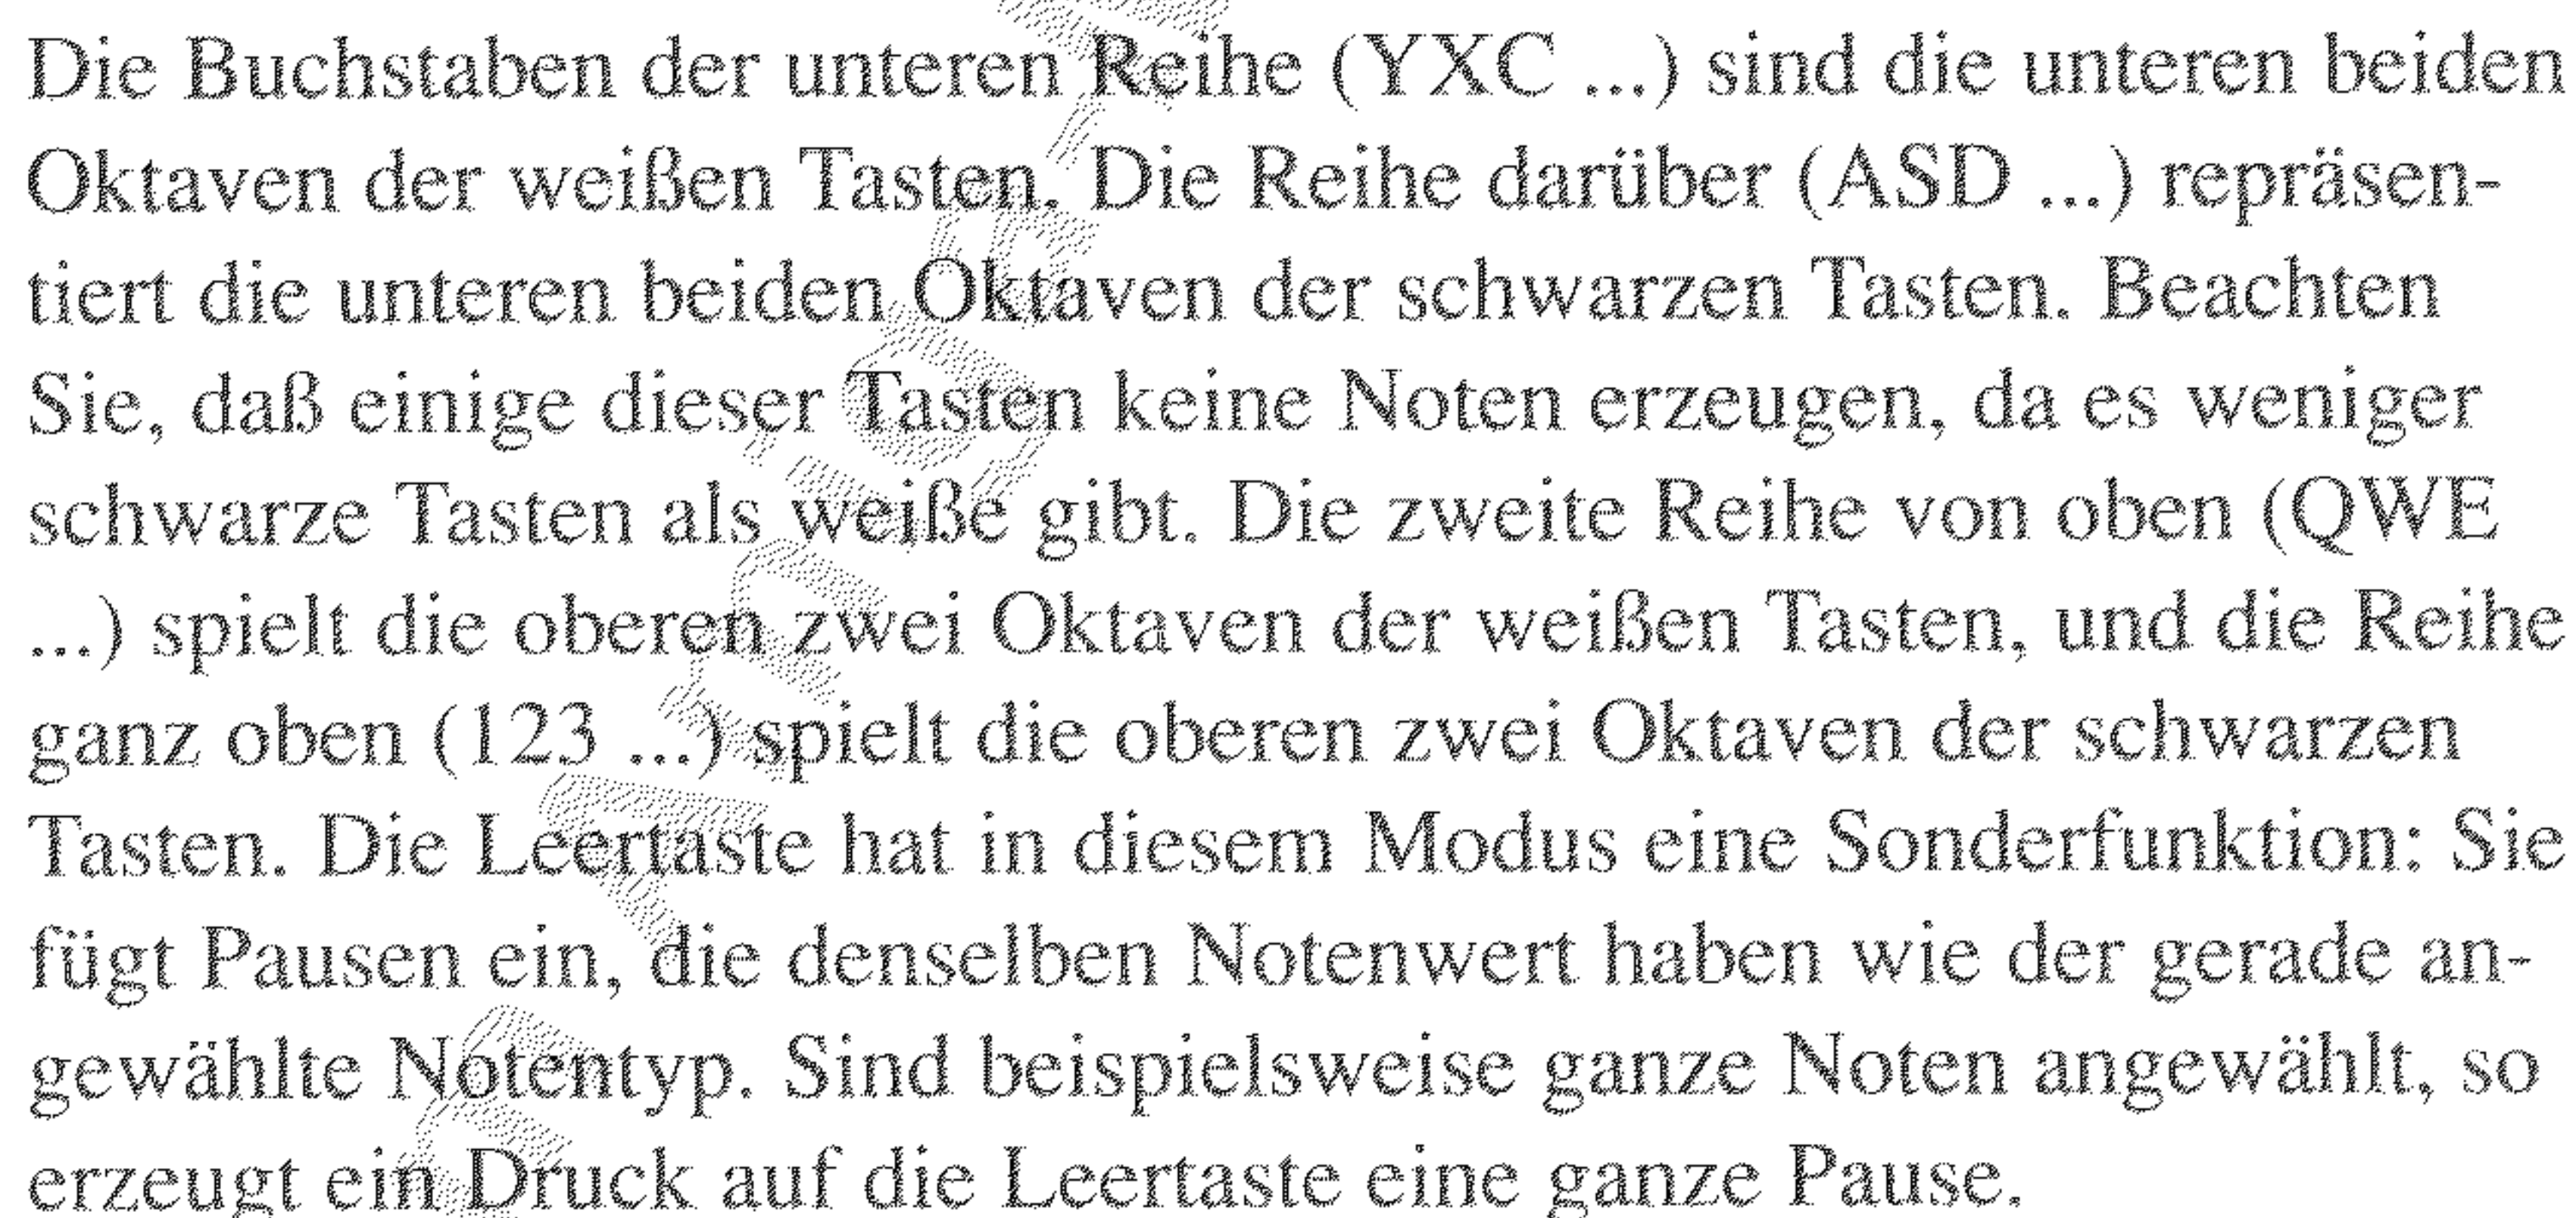 Die Buchstaben der unteren Reihe (YXC ...) sind die unteren beiden
Oktaven der weißen Tasten. Die Reihe darüber (ASD ...) repräsen-
tiert die unteren beiden Oktaven der schwarzen Tasten. Beachten
Sie, daß einige dieser Tasten keine Noten erzeugen, da es weniger
schwarze Tasten als weiße gibt. Die zweite Reihe von oben (QWE
...) spielt die oberen zwei Oktaven der weißen Tasten, und die Reihe
ganz oben (123 ...) spielt die oberen zwei Oktaven der schwarzen
Tasten. Die Leertaste hat in diesem Modus eine Sonderfunktion: Sie
fügt Pausen ein, die denselben Notenwert haben wie der gerade an-
gewählte Notentyp. Sind beispielsweise ganze Noten angewählt, so
erzeugt ein Druck auf die Leertaste eine ganze Pause.